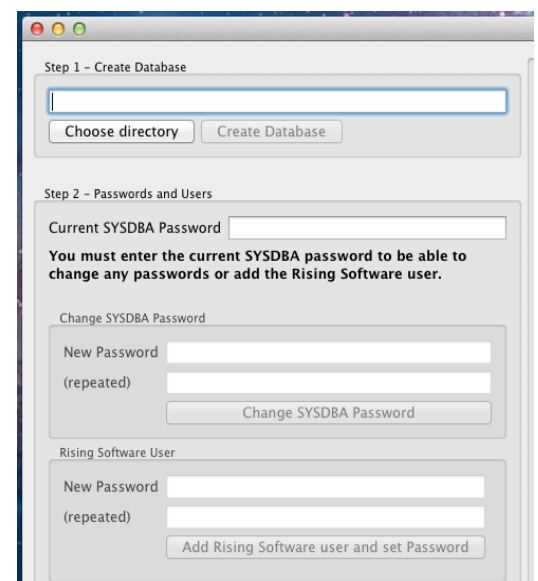 Step 1 – Create Database
Choose directory
Create Database
Step 2 – Passwords and Users
Current SYSDBA Password
You must enter the current SYSDBA password to be able to
change any passwords or add the Rising Software user.
Change SYSDBA Password
New Password
(repeated)
Change SYSDBA Password
Rising Software User
New Password
(repeated)
Add Rising Software user and set Password